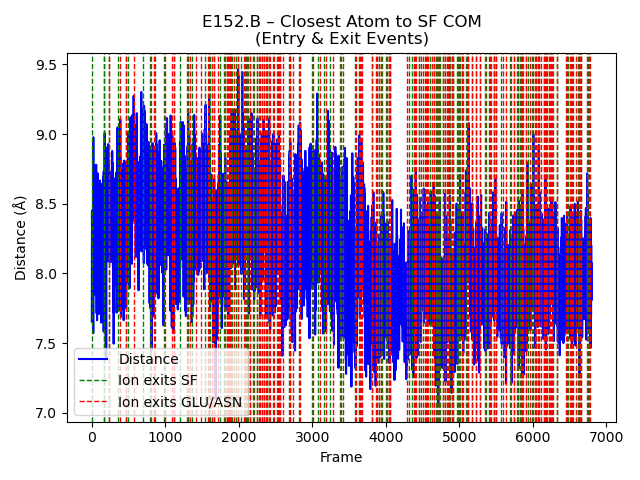 E152.B – Closest Atom to SF COM
(Entry & Exit Events)
Distance (Å)
9.5
9.0
8.5
8.0
7.5
7.0
Distance
Ion exits SF
Ion exits GLU/ASN
0
1000
2000
3000
4000
5000
6000
7000
Frame